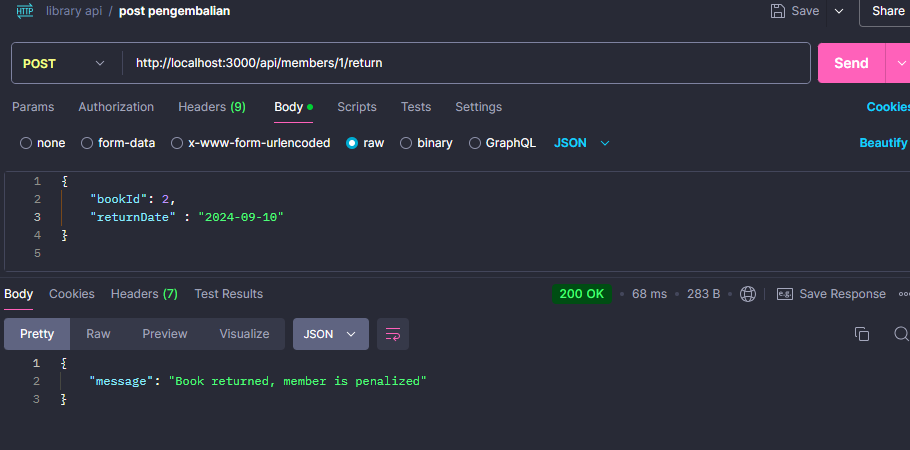 HTTP library api / post pengembalian Save Share
POST http://localhost:3000/api/members/1/return Send
Params Authorization Headers (9) Body Scripts Tests Settings Cookies
none form-data x-www-form-urlencoded raw binary GraphQL JSON Beautify
1 {
2 "bookId": 2,
3 "returnDate" : "2024-09-10"
4 }
5
Body Cookies Headers (7) Test Results 200 OK • 68 ms • 283 B • e.g. Save Response
Pretty Raw Preview Visualize JSON
1 {
2 "message": "Book returned, member is penalized"
3 }